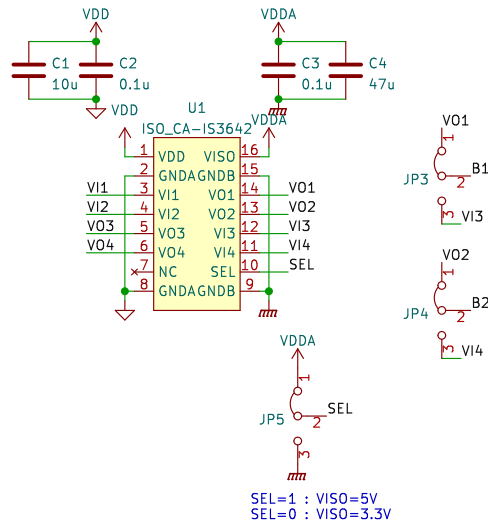 VDD
VDDA
C1
10u
C2
0.1u
C3
0.1u
C4
47u
VDD
U1
VDDA
ISO_CA-IS3642
1 VDD VISO 16
2 GNDA GNDB 15
VI1 3 VI1 VO1 14 VO1
VI2 4 VI2 VO2 13 VO2
VO3 5 VO3 VI3 12 VI3
VO4 6 VO4 VI4 11 VI4
7 NC SEL 10 SEL
8 GNDA GNDB 9
VO1
1
JP3
2
B1
3
VI3
VO2
1
JP4
2
B2
3
VI4
VDDA
1
JP5
2
SEL
3
SEL=1 : VISO=5V
SEL=0 : VISO=3.3V